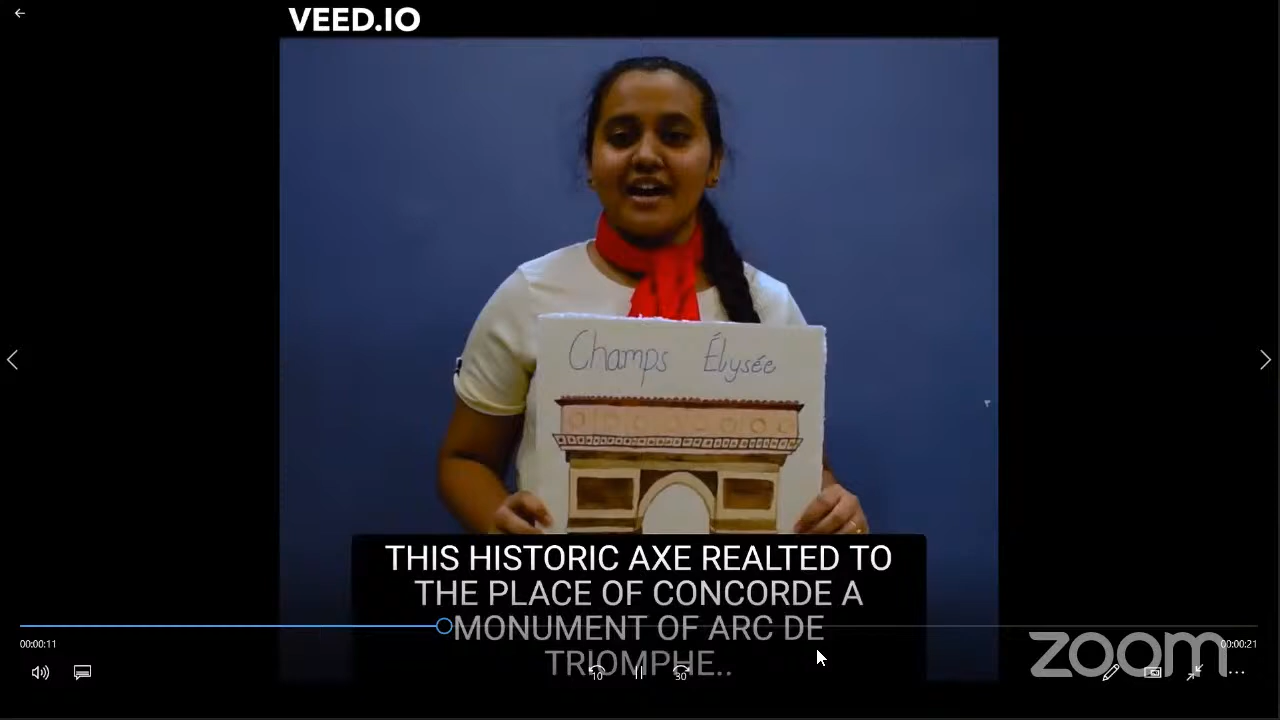 VEED.IO
Champs Élysée
THIS HISTORIC AXE REALTED TO
THE PLACE OF CONCORDE A
MONUMENT OF ARC DE
TRIOMPHE..
00:00:11
00:00:21
10
30
zoom